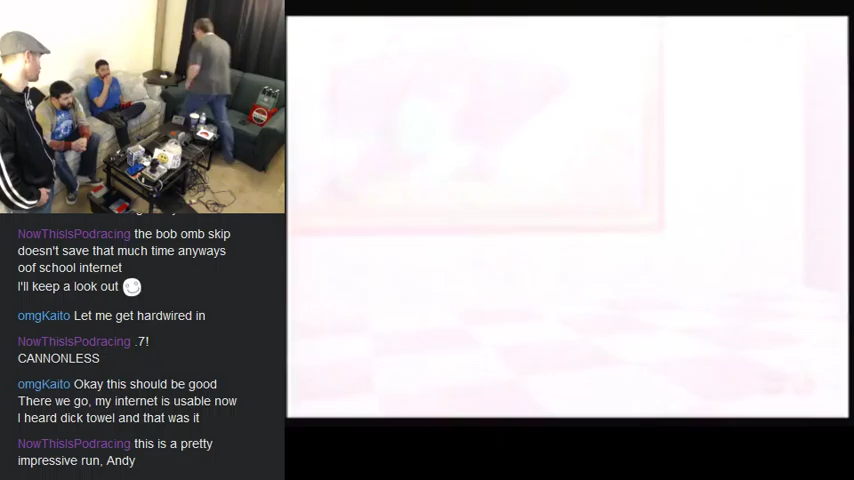 NowThisIsPodracing the bob omb skip
doesn't save that much time anyways
oof school internet
I'll keep a look out
omgKaito Let me get hardwired in
NowThisIsPodracing .7!
CANNONLESS
omgKaito Okay this should be good
There we go, my internet is usable now
I heard dick towel and that was it
NowThisIsPodracing this is a pretty
impressive run, Andy